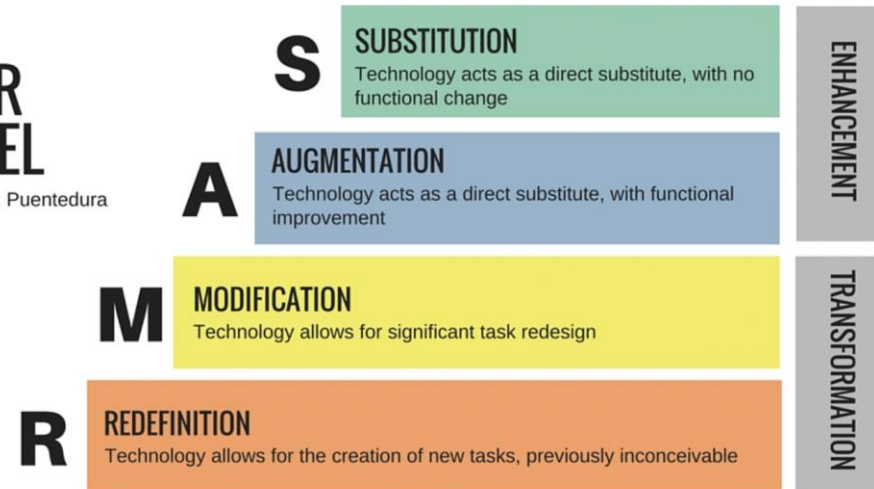 R
EL
Puentedura
S
SUBSTITUTION
Technology acts as a direct substitute, with no
functional change
A
AUGMENTATION
Technology acts as a direct substitute, with functional
improvement
M
MODIFICATION
Technology allows for significant task redesign
R
REDEFINITION
Technology allows for the creation of new tasks, previously inconceivable
ENHANCEMENT
TRANSFORMATION